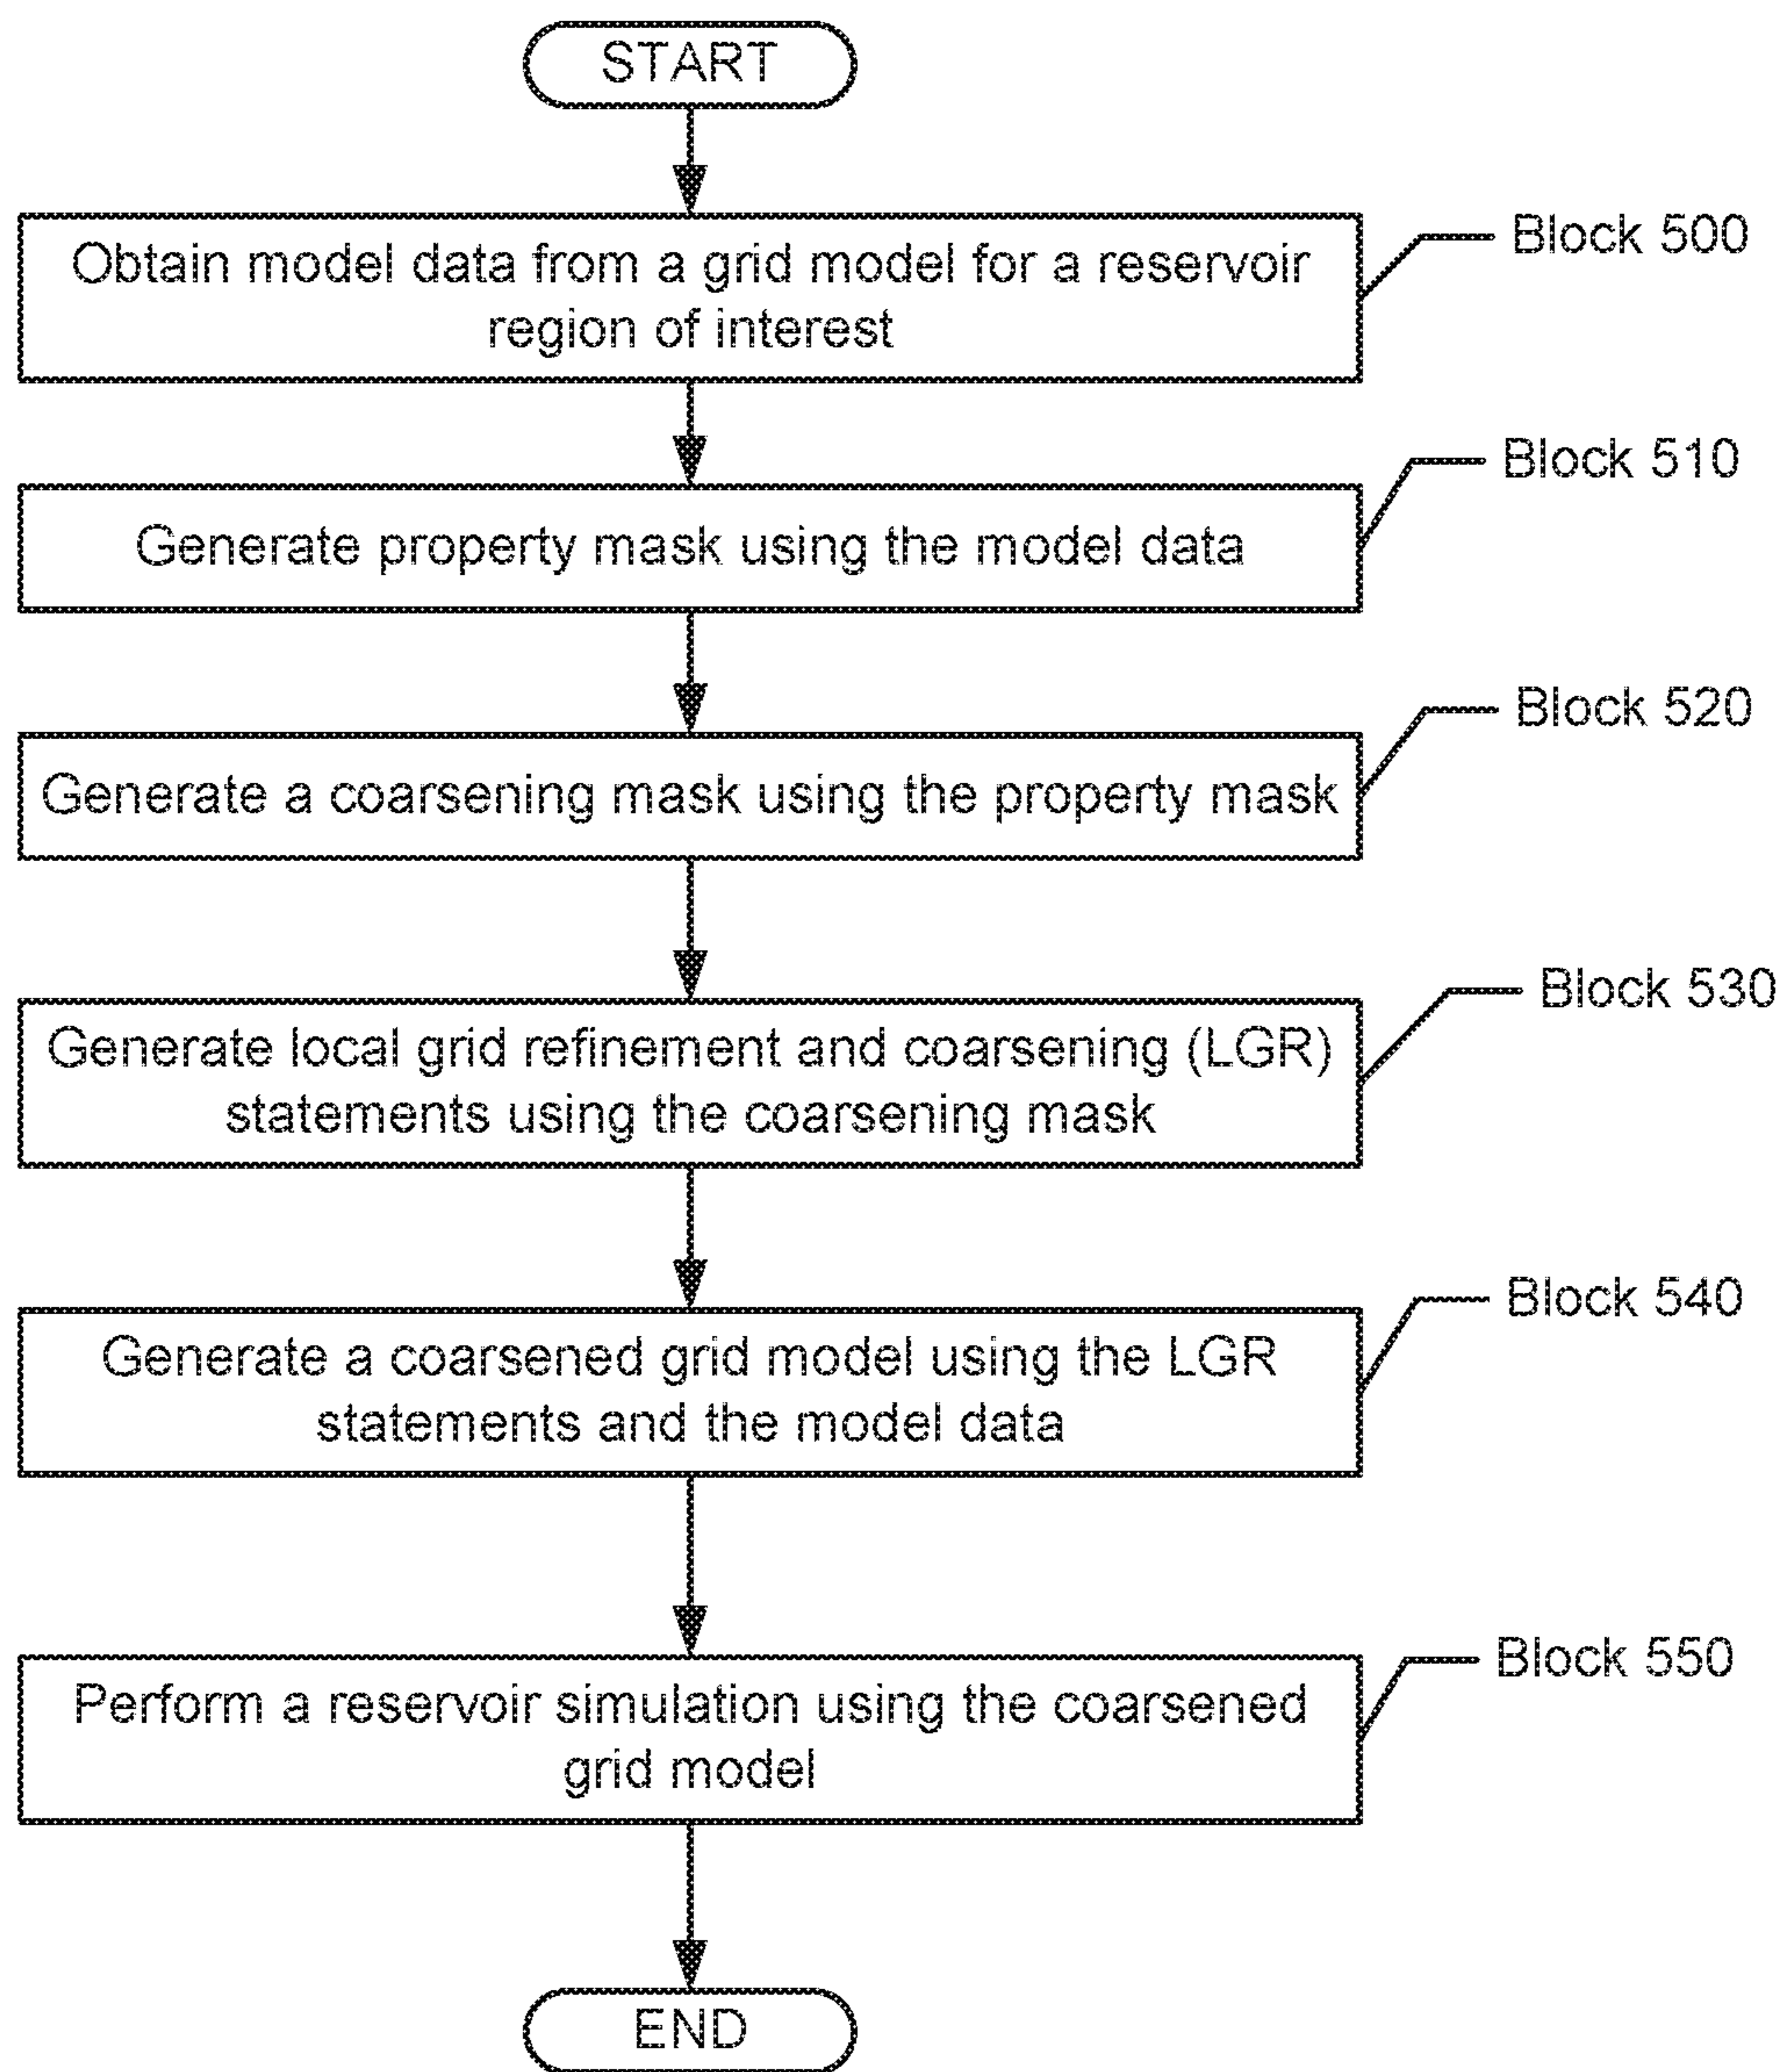 START
Obtain model data from a grid model for a reservoir
region of interest
Block 500
Generate property mask using the model data
Block 510
Generate a coarsening mask using the property mask
Block 520
Generate local grid refinement and coarsening (LGR)
statements using the coarsening mask
Block 530
Generate a coarsened grid model using the LGR
statements and the model data
Block 540
Perform a reservoir simulation using the coarsened
grid model
Block 550
END